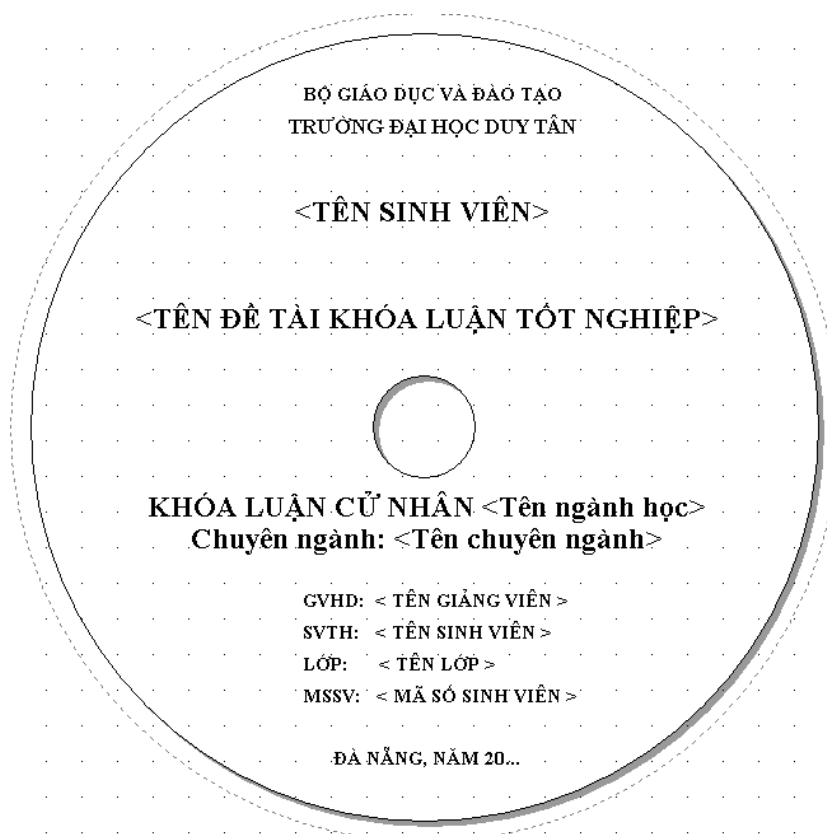 BỘ GIÁO DỤC VÀ ĐÀO TẠO
TRƯỜNG ĐẠI HỌC DUY TÂN
<TÊN SINH VIÊN>
<TÊN ĐỀ TÀI KHÓA LUẬN TỐT NGHIỆP>
KHÓA LUẬN CỬ NHÂN <Tên ngành học>
Chuyên ngành: <Tên chuyên ngành>
GVHD: < TÊN GIẢNG VIÊN >
SVTH: < TÊN SINH VIÊN >
LỚP: < TÊN LỚP >
MSSV: < MÃ SỐ SINH VIÊN >
ĐÀ NẴNG, NĂM 20...